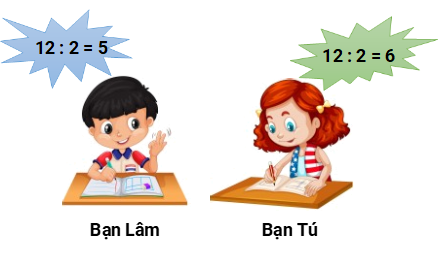 12 : 2 = 5
12 : 2 = 6
Bạn Lâm
Bạn Tú